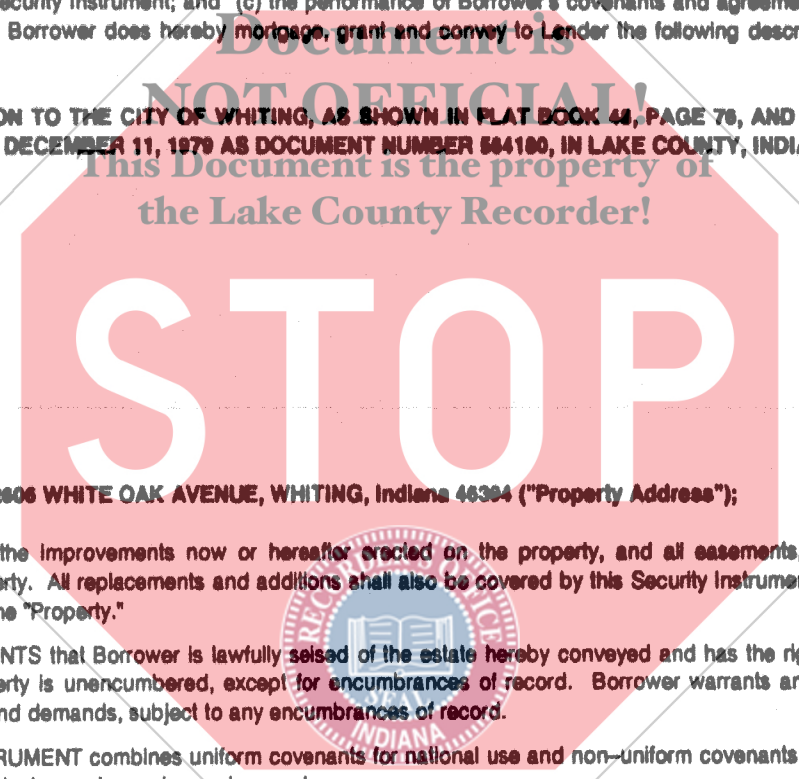 ecurity Instrument; and (c) the performance of Borrower's covenants and agreeme
Borrower does hereby mortgage, grant and convey to Lender the following descr
Document is
NOT OFFICIAL!
ON TO THE CITY OF WHITING, AS SHOWN IN PLAT BOOK 48, PAGE 76, AND
DECEMBER 11, 1979 AS DOCUMENT NUMBER 564180, IN LAKE COUNTY, INDIA
This Document is the property of
the Lake County Recorder!
STOP
2606 WHITE OAK AVENUE, WHITING, Indiana 46394 ("Property Address");
the improvements now or hereafter erected on the property, and all easements,
erty. All replacements and additions shall also be covered by this Security Instrumen
he "Property."
NTS that Borrower is lawfully seised of the estate hereby conveyed and has the rig
erty is unencumbered, except for encumbrances of record. Borrower warrants an
nd demands, subject to any encumbrances of record.
RECORDER'S OFFICE
SEAL
INDIANA
RUMENT combines uniform covenants for national use and non-uniform covenants